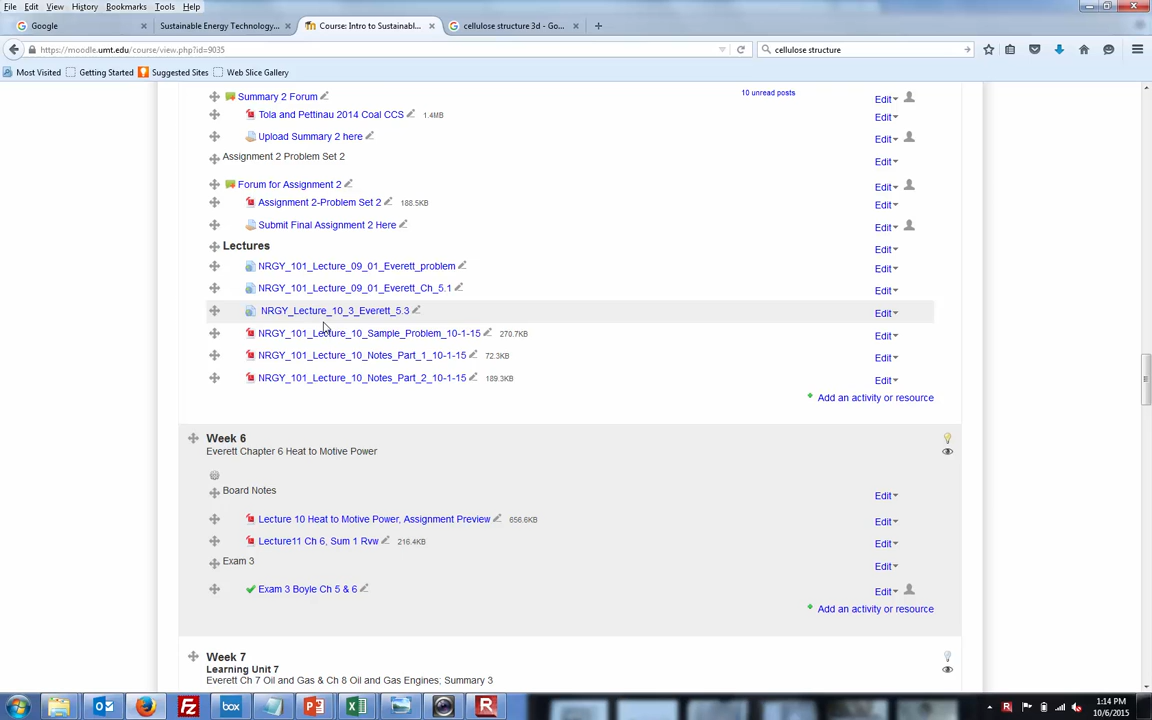 File Edit View History Bookmarks Tools Help
Google
Sustainable Energy Technology...
Course: Intro to Sustainabl...
cellulose structure 3d - Go...
https://moodle.umt.edu/course/view.php?id=9035
cellulose structure
Most Visited Getting Started Suggested Sites Web Slice Gallery
Summary 2 Forum
10 unread posts
Edit
Tola and Pettinau 2014 Coal CCS 1.4MB
Edit
Upload Summary 2 here
Edit
Assignment 2 Problem Set 2
Edit
Forum for Assignment 2
Edit
Assignment 2-Problem Set 2 188.5KB
Edit
Submit Final Assignment 2 Here
Edit
Lectures
Edit
NRGY_101_Lecture_09_01_Everett_problem
Edit
NRGY_101_Lecture_09_01_Everett_Ch_5.1
Edit
NRGY_Lecture_10_3_Everett_5.3
Edit
NRGY_101_Lecture_10_Sample_Problem_10-1-15 270.7KB
Edit
NRGY_101_Lecture_10_Notes_Part_1_10-1-15 72.3KB
Edit
NRGY_101_Lecture_10_Notes_Part_2_10-1-15 189.3KB
Edit
Add an activity or resource
Week 6
Everett Chapter 6 Heat to Motive Power
Board Notes
Edit
Lecture 10 Heat to Motive Power, Assignment Preview 656.6KB
Edit
Lecture11 Ch 6, Sum 1 Rvw 216.4KB
Edit
Exam 3
Edit
Exam 3 Boyle Ch 5 & 6
Edit
Add an activity or resource
Week 7
Learning Unit 7
Everett Ch 7 Oil and Gas & Ch 8 Oil and Gas Engines; Summary 3
box
1:14 PM
10/6/2015